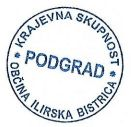 * KRAJEVNA SKUPNOST *
PODGRAD
OBČINA ILIRSKA BISTRICA